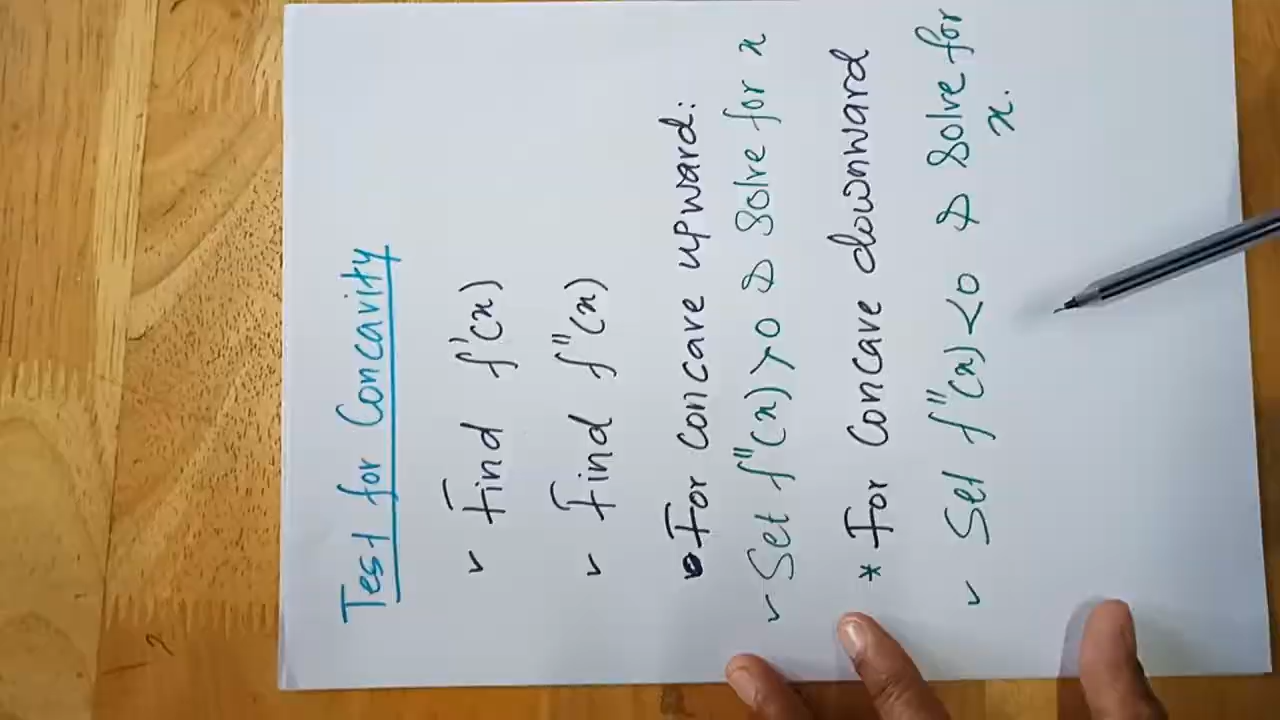 Test for Concavity
✓ Find f'(x)
✓ Find f''(x)
For concave upward:
✓ Set f''(x) > 0 & Solve for x
* For Concave downward
✓ Set f''(x) < 0 & Solve for
x.